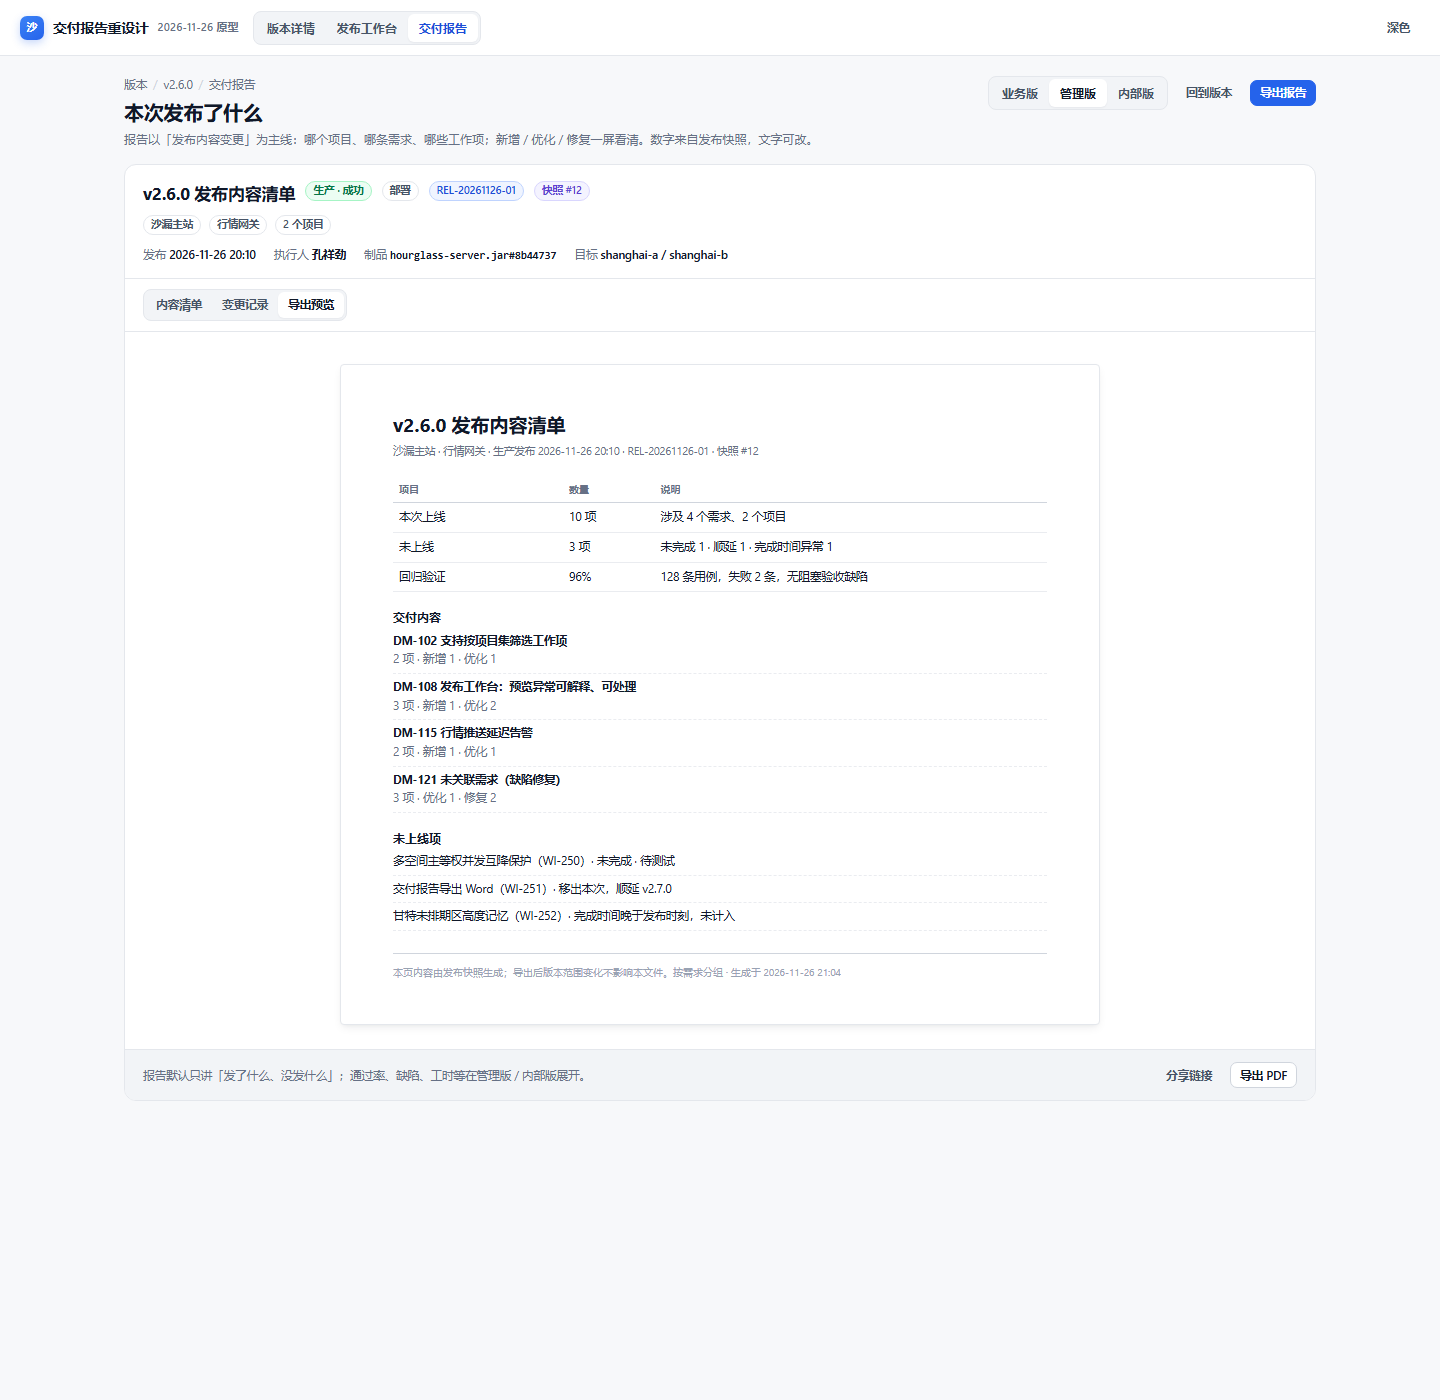 沙 交付报告重设计 2026-11-26 原型 版本详情 发布工作台 交付报告 深色
版本 / v2.6.0 / 交付报告
本次发布了什么
报告以「发布内容变更」为主线：哪个项目、哪条需求、哪些工作项；新增 / 优化 / 修复一屏看清。数字来自发布快照，文字可改。
业务版 管理版 内部版 回到版本 导出报告
v2.6.0 发布内容清单 生产 · 成功 部署 REL-20261126-01 快照 #12
沙漏主站 行情网关 2 个项目
发布 2026-11-26 20:10 执行人 孔祥劲 制品 hourglass-server.jar#8b44737 目标 shanghai-a / shanghai-b
内容清单 变更记录 导出预览
v2.6.0 发布内容清单
沙漏主站 · 行情网关 · 生产发布 2026-11-26 20:10 · REL-20261126-01 · 快照 #12
项目 数量 说明
本次上线 10 项 涉及 4 个需求、2 个项目
未上线 3 项 未完成 1 · 顺延 1 · 完成时间异常 1
回归验证 96% 128 条用例，失败 2 条，无阻塞验收缺陷
交付内容
DM-102 支持按项目集筛选工作项
2 项 · 新增 1 · 优化 1
DM-108 发布工作台：预览异常可解释、可处理
3 项 · 新增 1 · 优化 2
DM-115 行情推送延迟告警
2 项 · 新增 1 · 优化 1
DM-121 未关联需求（缺陷修复）
3 项 · 优化 1 · 修复 2
未上线项
多空间主等权并发互降保护（WI-250）· 未完成 · 待测试
交付报告导出 Word（WI-251）· 移出本次，顺延 v2.7.0
甘特未排期区高度记忆（WI-252）· 完成时间晚于发布时刻，未计入
本页内容由发布快照生成；导出后版本范围变化不影响本文件。按需求分组 · 生成于 2026-11-26 21:04
报告默认只讲「发了什么、没发什么」；通过率、缺陷、工时等在管理版 / 内部版展开。 分享链接 导出 PDF